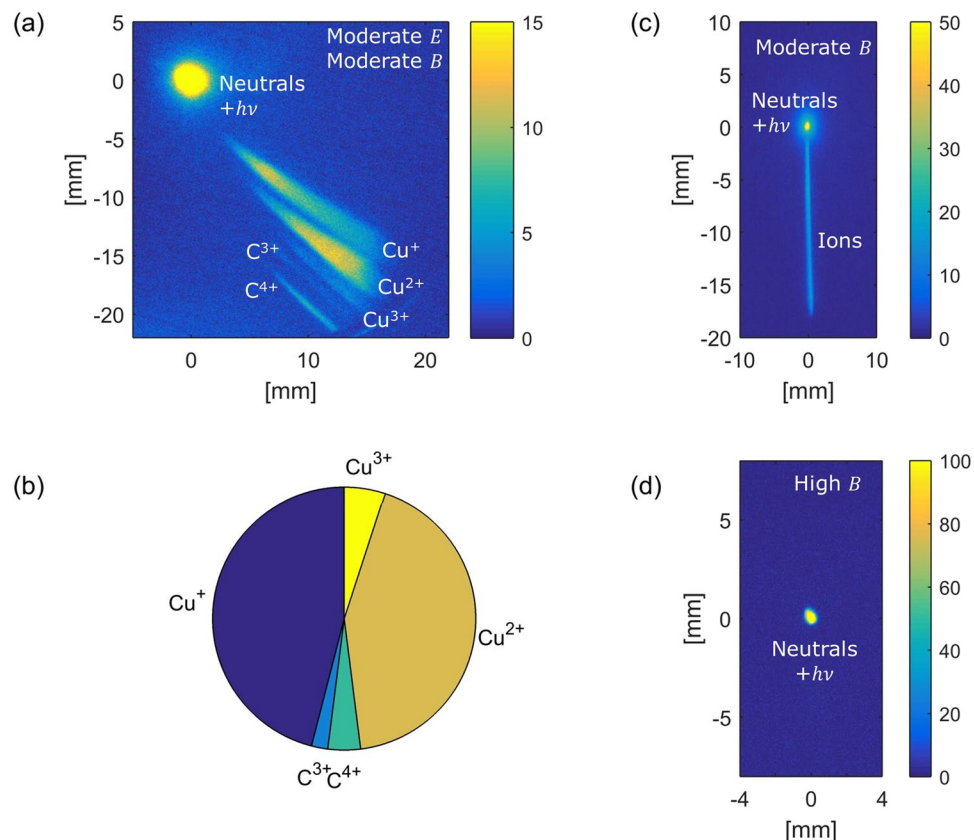 (a)
5
0
-5
-10
-15
-20
[mm]
0
10
20
[mm]
Moderate E
Moderate B
Neutrals
+hν
C³⁺
C⁴⁺
Cu⁺
Cu²⁺
Cu³⁺
15
10
5
0
(c)
10
5
0
-5
-10
-15
-20
[mm]
-10
0
10
[mm]
Moderate B
Neutrals
+hν
Ions
50
40
30
20
10
0
(b)
Cu³⁺
Cu⁺
Cu²⁺
C³⁺C⁴⁺
(d)
5
0
-5
[mm]
-4
0
4
[mm]
High B
Neutrals
+hν
100
80
60
40
20
0